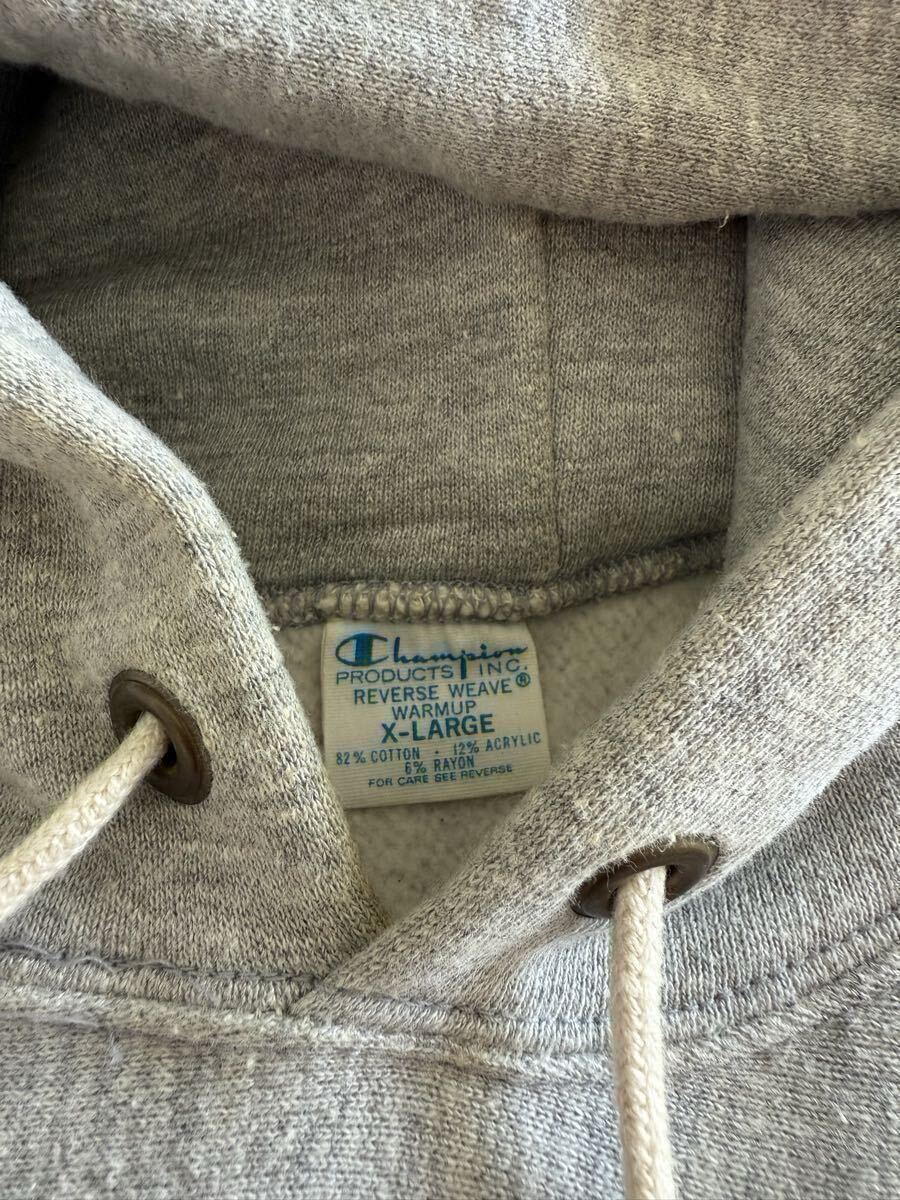 Champion
PRODUCTS INC.
REVERSE WEAVE®
WARMUP
X-LARGE
82% COTTON · 12% ACRYLIC
6% RAYON
FOR CARE SEE REVERSE